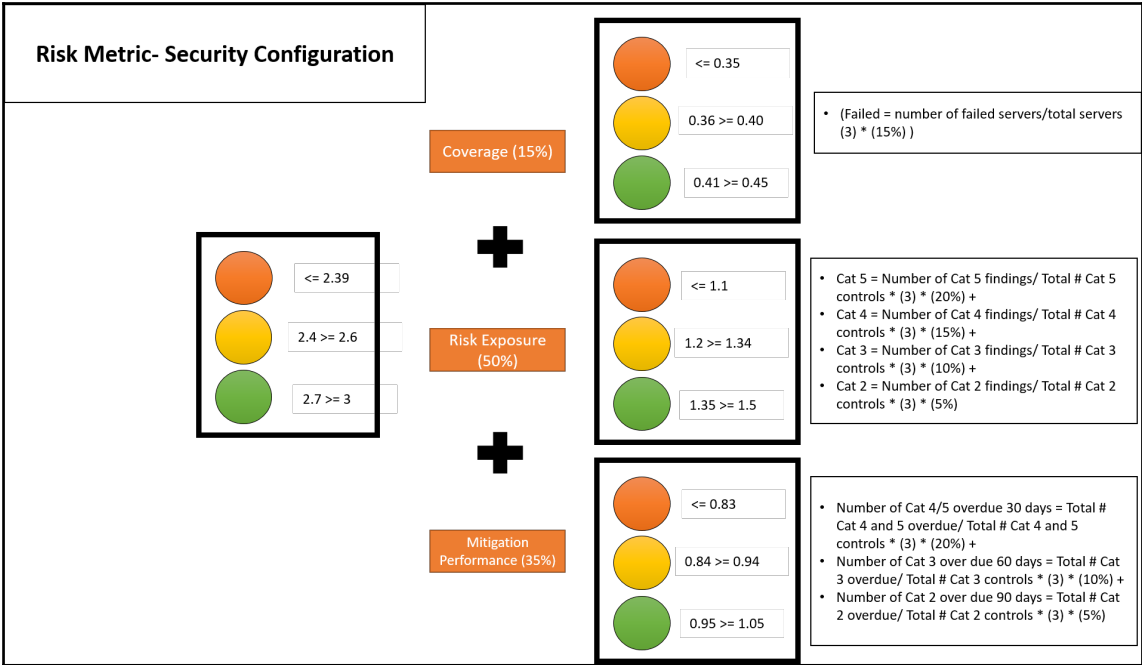 Risk Metric- Security Configuration
<= 2.39
2.4 >= 2.6
2.7 >= 3
Coverage (15%)
<= 0.35
0.36 >= 0.40
0.41 >= 0.45
• (Failed = number of failed servers/total servers
(3) * (15%) )
Risk Exposure
(50%)
<= 1.1
1.2 >= 1.34
1.35 >= 1.5
• Cat 5 = Number of Cat 5 findings/ Total # Cat 5
controls * (3) * (20%) +
• Cat 4 = Number of Cat 4 findings/ Total # Cat 4
controls * (3) * (15%) +
• Cat 3 = Number of Cat 3 findings/ Total # Cat 3
controls * (3) * (10%) +
• Cat 2 = Number of Cat 2 findings/ Total # Cat 2
controls * (3) * (5%)
Mitigation
Performance (35%)
<= 0.83
0.84 >= 0.94
0.95 >= 1.05
• Number of Cat 4/5 overdue 30 days = Total #
Cat 4 and 5 overdue/ Total # Cat 4 and 5
controls * (3) * (20%) +
• Number of Cat 3 over due 60 days = Total # Cat
3 overdue/ Total # Cat 3 controls * (3) * (10%) +
• Number of Cat 2 over due 90 days = Total # Cat
2 overdue/ Total # Cat 2 controls * (3) * (5%)